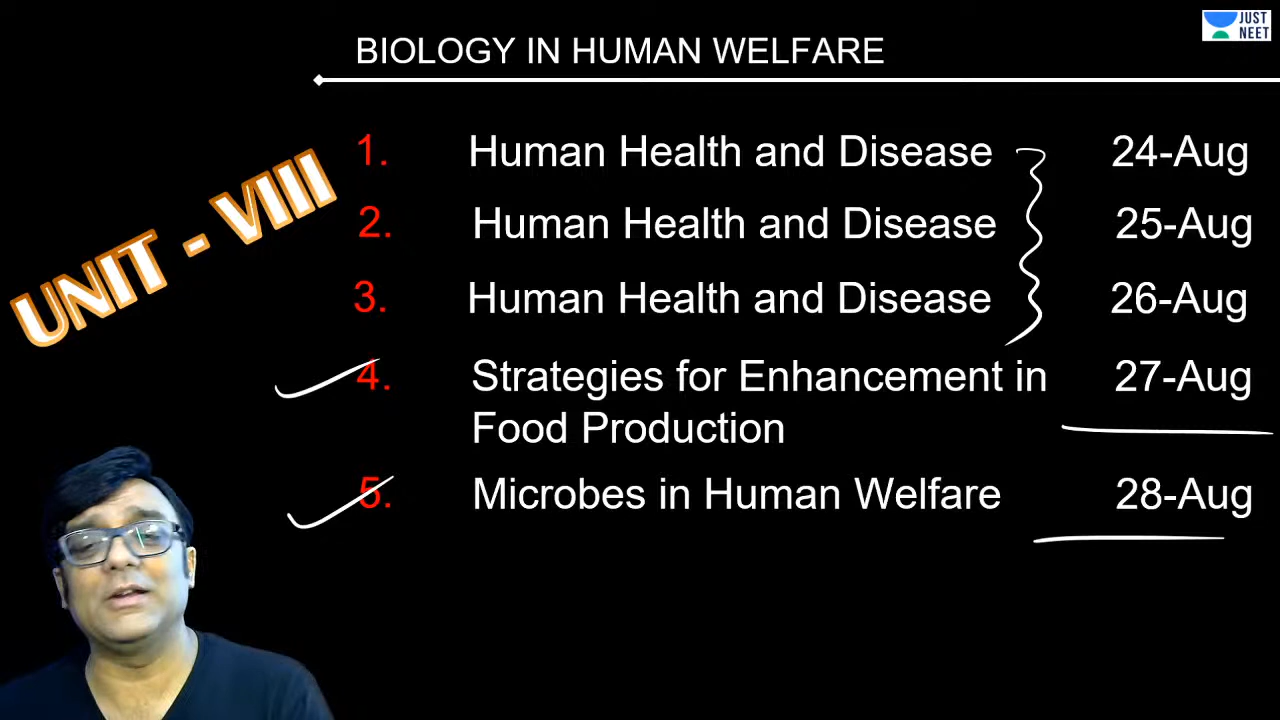 JUST
NEET
BIOLOGY IN HUMAN WELFARE
UNIT - VIII
1. Human Health and Disease 24-Aug
2. Human Health and Disease 25-Aug
3. Human Health and Disease 26-Aug
4. Strategies for Enhancement in 27-Aug
Food Production
5. Microbes in Human Welfare 28-Aug